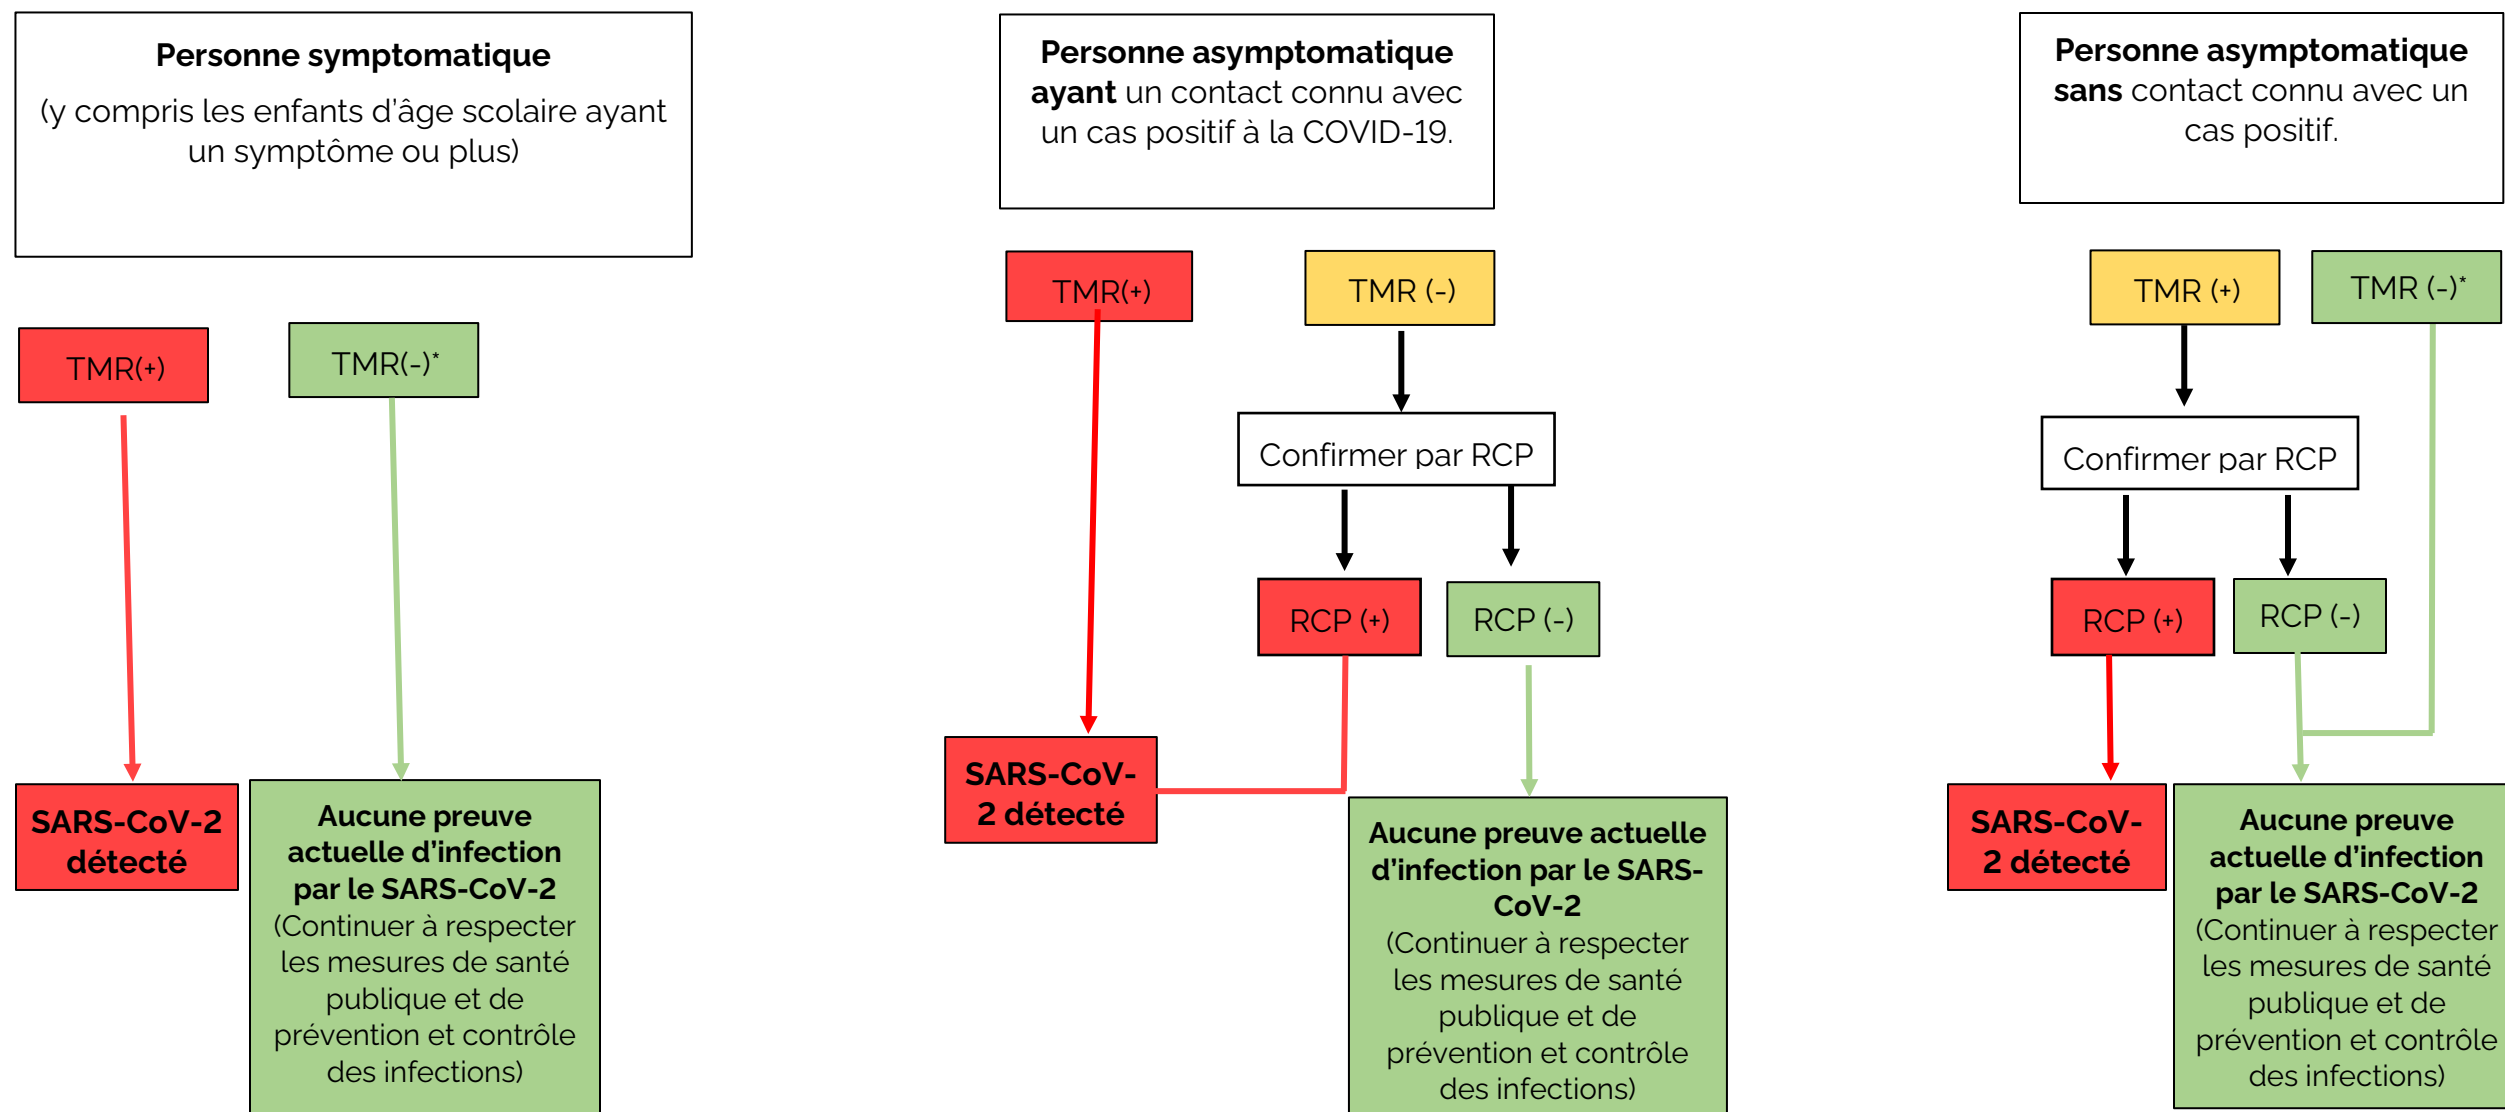 Personne symptomatique
(y compris les enfants d'âge scolaire ayant
un symptôme ou plus)
TMR(+)
TMR(-)*
SARS-CoV-2
détecté
Aucune preuve
actuelle d'infection
par le SARS-CoV-2
(Continuer à respecter
les mesures de santé
publique et de
prévention et contrôle
des infections)
Personne asymptomatique
ayant un contact connu avec
un cas positif à la COVID-19.
TMR(+)
TMR (-)
Confirmer par RCP
RCP (+)
RCP (-)
SARS-CoV-
2 détecté
Aucune preuve actuelle
d'infection par le SARS-
CoV-2
(Continuer à respecter
les mesures de santé
publique et de
prévention et contrôle
des infections)
Personne asymptomatique
sans contact connu avec un
cas positif.
TMR (+)
TMR (-)*
Confirmer par RCP
RCP (+)
RCP (-)
SARS-CoV-
2 détecté
Aucune preuve
actuelle d'infection
par le SARS-CoV-2
(Continuer à respecter
les mesures de santé
publique et de
prévention et contrôle
des infections)